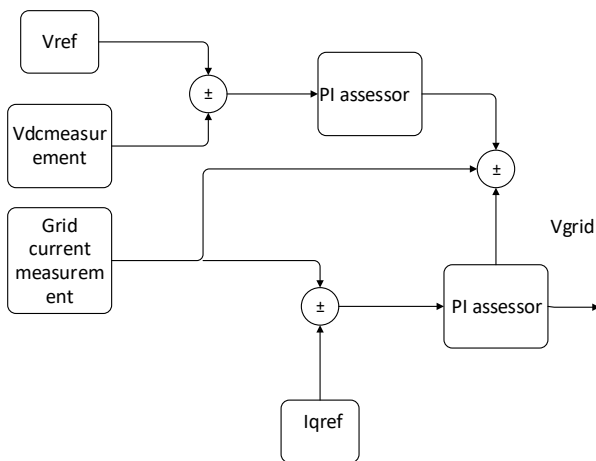 Vref
±
PI assessor
Vdcmeasur
ement
±
Grid
current
measurem
ent
Vgrid
±
PI assessor
Iqref